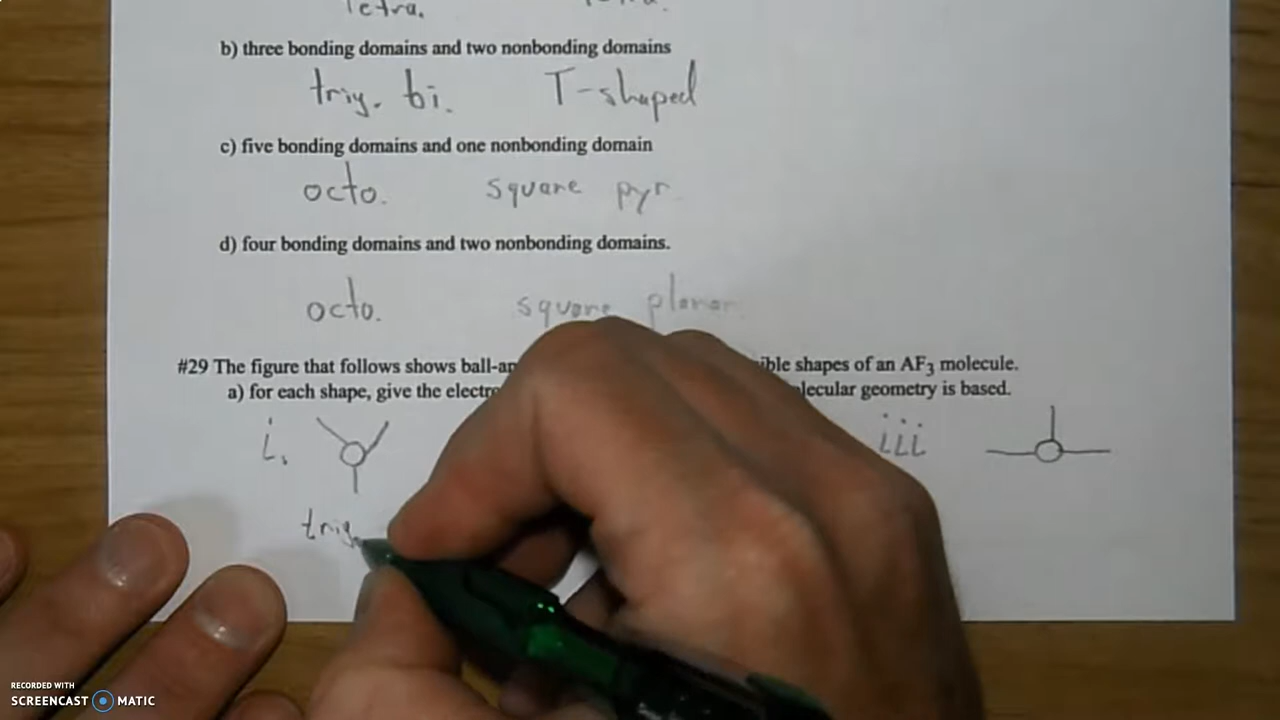 Tetra.
b) three bonding domains and two nonbonding domains
trig. bi. T-shaped
c) five bonding domains and one nonbonding domain
octo. square pyr.
d) four bonding domains and two nonbonding domains.
octo. square planar.
#29 The figure that follows shows ball-an ible shapes of an AF3 molecule.
a) for each shape, give the electro lecular geometry is based.
i. iii
trig.
RECORDED WITH
SCREENCAST MATIC